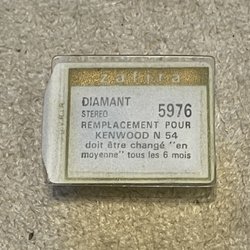 zafira
DIAMANT
STEREO 5976
REMPLACEMENT POUR
KENWOOD N 54
doit être changé "en
moyenne" tous les 6 mois